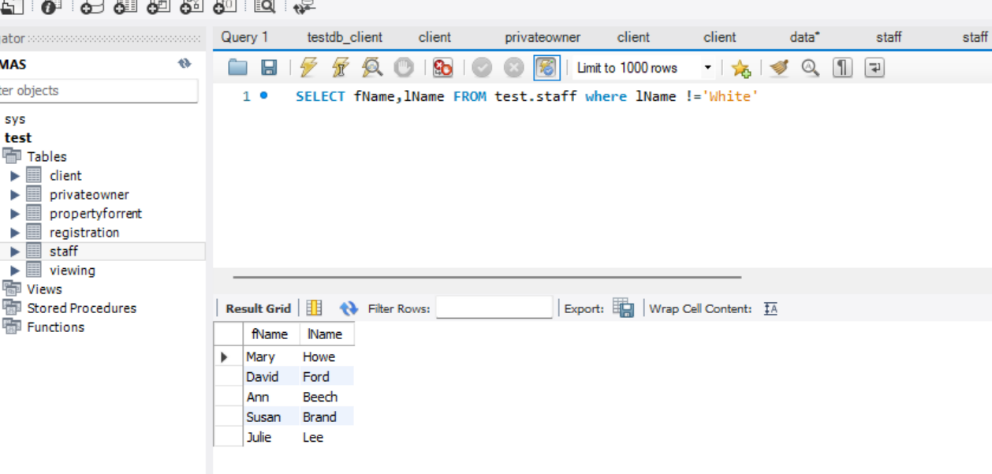 Query 1 testdb_client client privateowner client client data* staff staff
ator
MAS
ter objects
sys
test
Tables
client
privateowner
propertyforrent
registration
staff
viewing
Views
Stored Procedures
Functions
Limit to 1000 rows
1 SELECT fName,lName FROM test.staff where lName !='White'
Result Grid Filter Rows: Export: Wrap Cell Content:
fName lName
Mary Howe
David Ford
Ann Beech
Susan Brand
Julie Lee